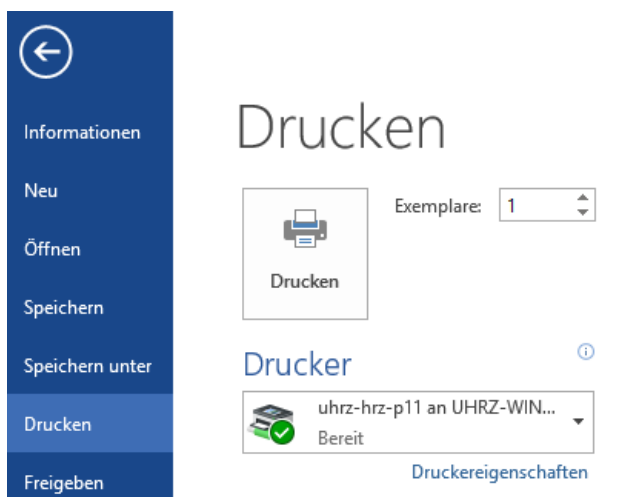 Informationen
Neu
Öffnen
Speichern
Speichern unter
Drucken
Freigeben
Drucken
Drucken
Exemplare: 1
Drucker
uhrz-hrz-p11 an UHRZ-WIN...
Bereit
Druckereigenschaften